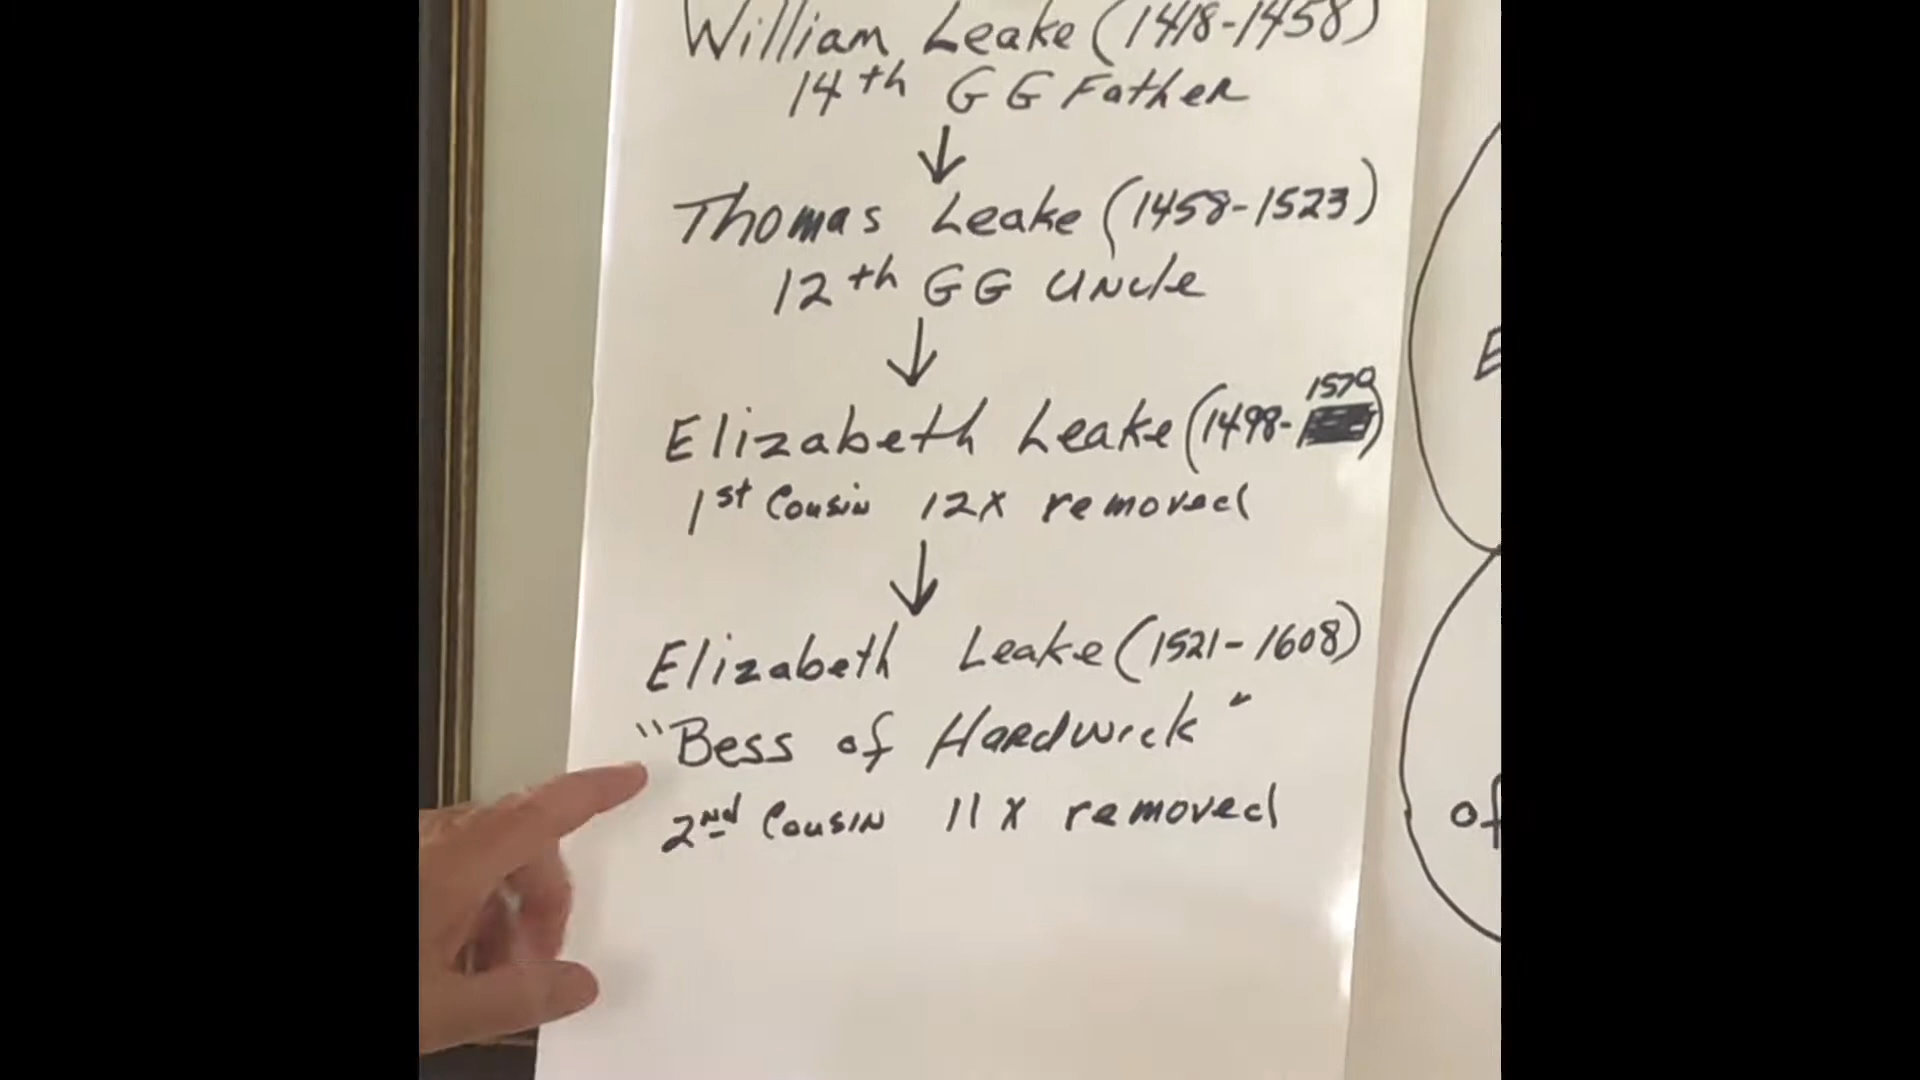 William Leake (1418-1458)
14th GG Father
↓
Thomas Leake (1458-1523)
12th GG Uncle
↓
Elizabeth Leake (1498-1570)
1st Cousin 12x removed
↓
Elizabeth Leake (1521-1608)
"Bess of Hardwick"
2nd Cousin 11x removed
E
of